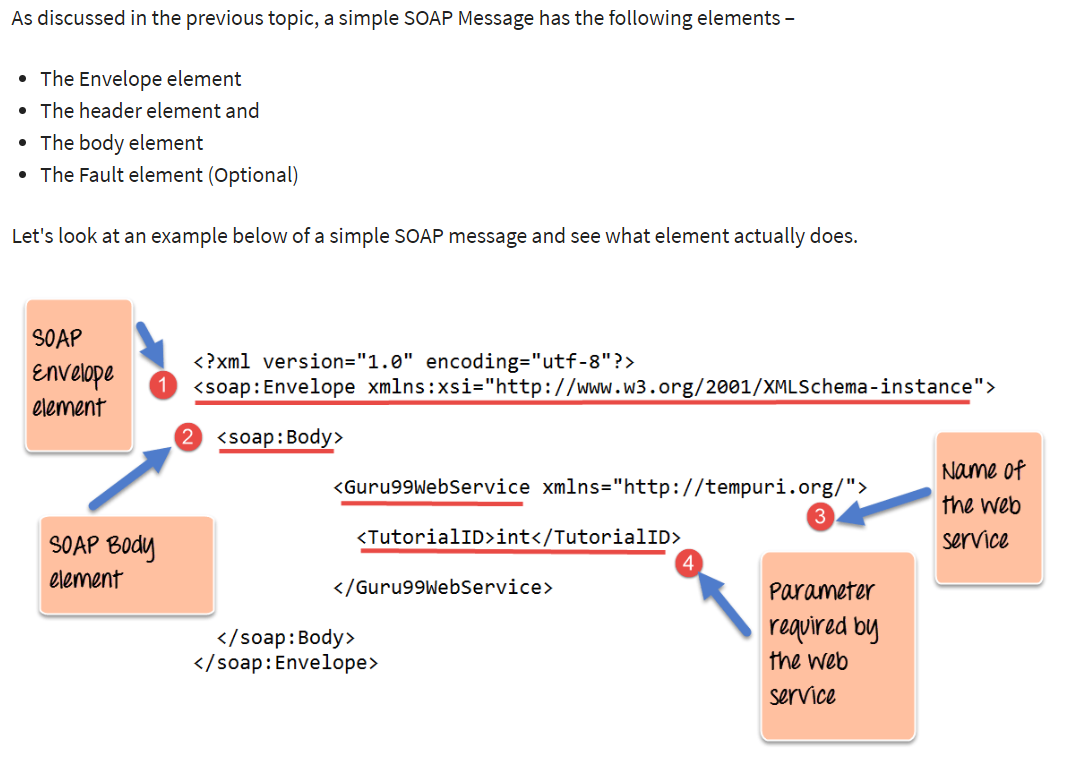 As discussed in the previous topic, a simple SOAP Message has the following elements –
• The Envelope element
• The header element and
• The body element
• The Fault element (Optional)
Let's look at an example below of a simple SOAP message and see what element actually does.
SOAP
Envelope
element
1
<?xml version="1.0" encoding="utf-8"?>
<soap:Envelope xmlns:xsi="http://www.w3.org/2001/XMLSchema-instance">
2
<soap:Body>
<Guru99WebService xmlns="http://tempuri.org/">
3
Name of
the web
service
<TutorialID>int</TutorialID>
4
SOAP Body
element
</Guru99WebService>
Parameter
required by
the web
service
</soap:Body>
</soap:Envelope>